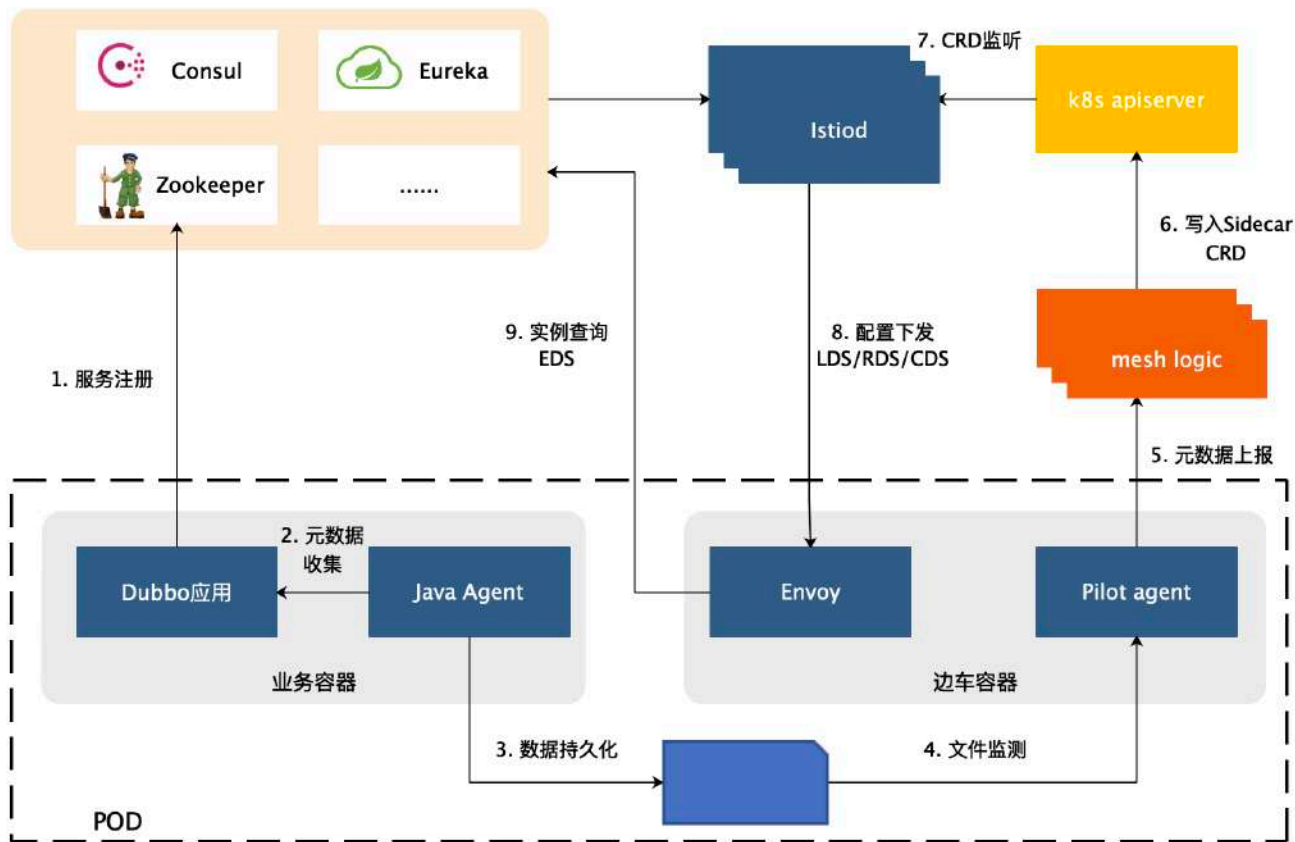 Consul
Eureka
Zookeeper
......
7. CRD监听
Istiod
k8s apiserver
6. 写入Sidecar
CRD
mesh logic
1. 服务注册
9. 实例查询
EDS
8. 配置下发
LDS/RDS/CDS
5. 元数据上报
2. 元数据
收集
Dubbo应用
Java Agent
业务容器
Envoy
Pilot agent
边车容器
3. 数据持久化
4. 文件监测
POD